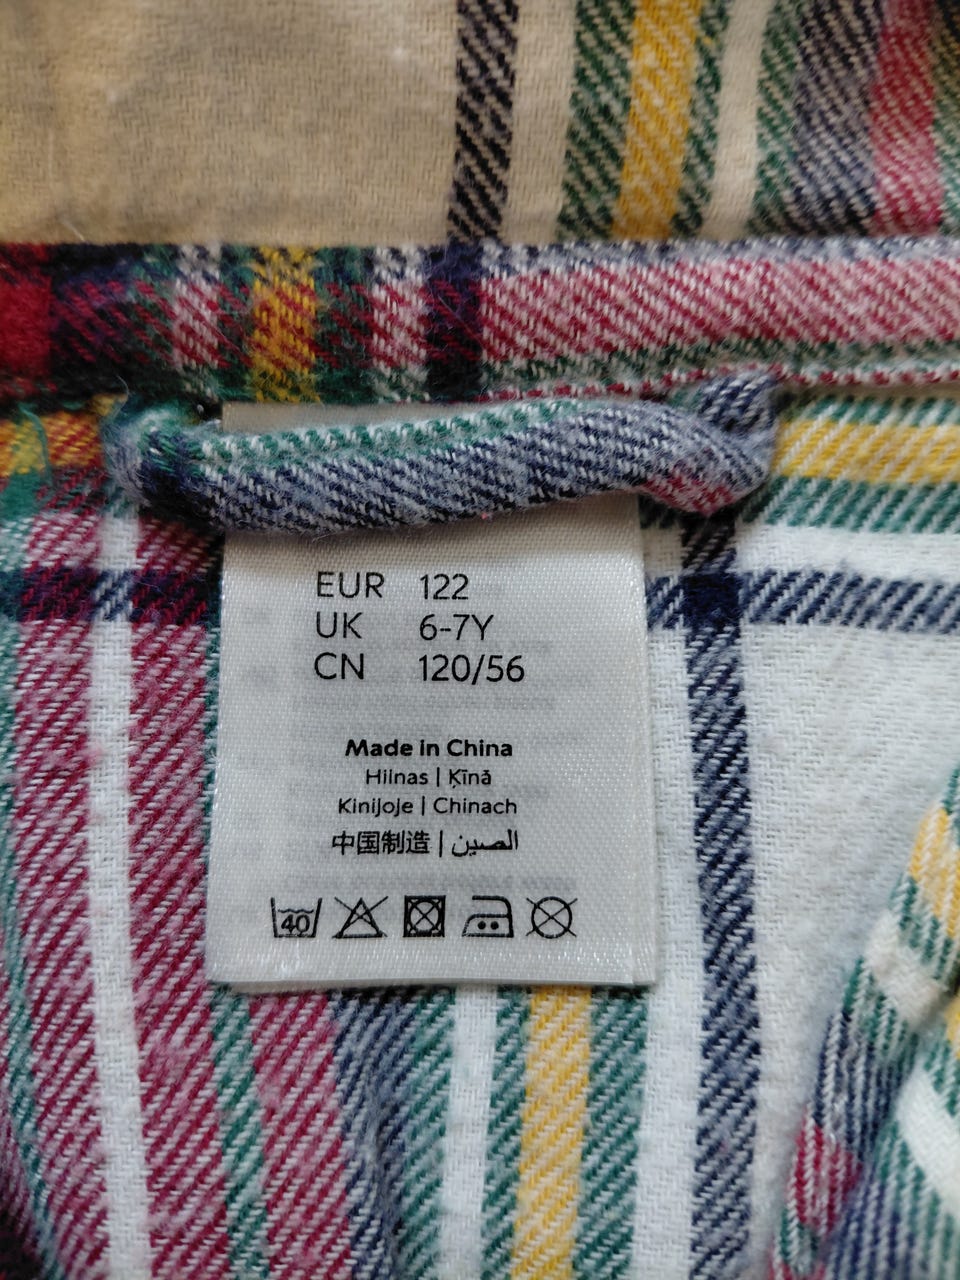 EUR 122
UK 6-7Y
CN 120/56
Made in China
Hiinas | Ķīnā
Kinijoje | Chinach
中国制造 | الصين
40